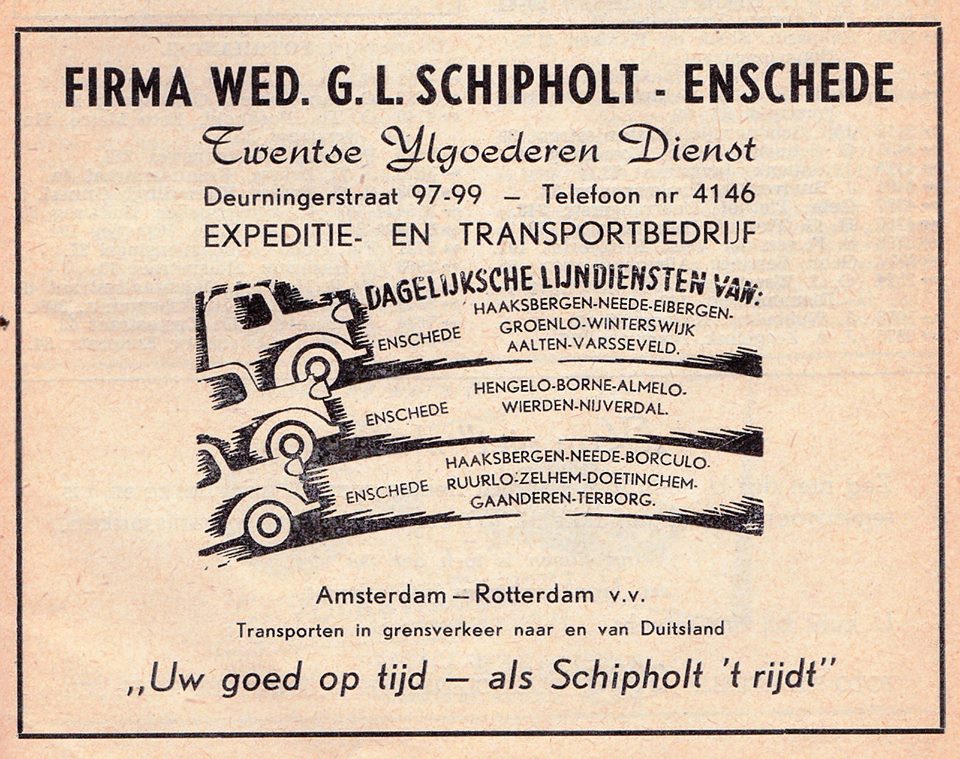 FIRMA WED. G. L. SCHIPHOLT - ENSCHEDE
Twentse Ylgoederen Dienst
Deurningerstraat 97-99 — Telefoon nr 4146
EXPEDITIE- EN TRANSPORTBEDRIJF
DAGELIJKSCHE LIJNDIENSTEN VAN:
ENSCHEDE
HAAKSBERGEN-NEEDE-EIBERGEN-
GROENLO-WINTERSWIJK
AALTEN-VARSSEVELD.
ENSCHEDE
HENGELO-BORNE-ALMELO-
WIERDEN-NIJVERDAL.
ENSCHEDE
HAAKSBERGEN-NEEDE-BORCULO-
RUURLO-ZELHEM-DOETINCHEM-
GAANDEREN-TERBORG.
Amsterdam — Rotterdam v.v.
Transporten in grensverkeer naar en van Duitsland
„Uw goed op tijd — als Schipholt 't rijdt”